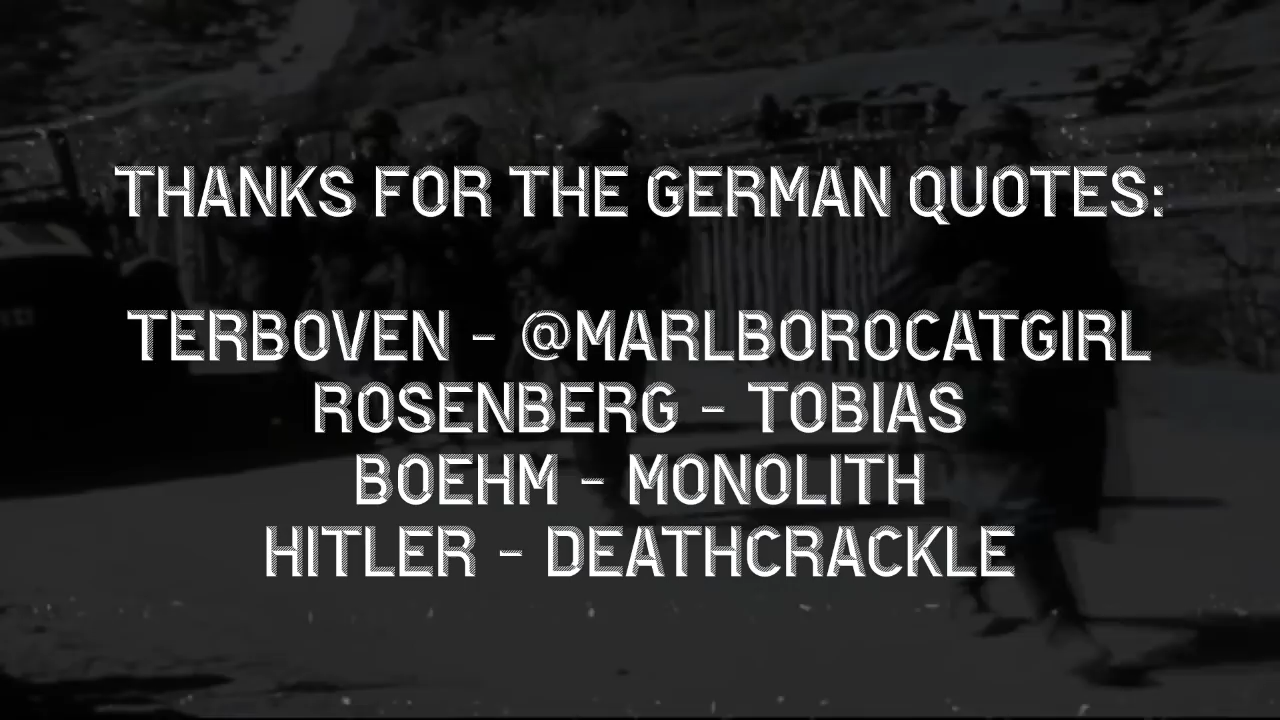 THANKS FOR THE GERMAN QUOTES:
TERBOVEN - @MARLBOROCATGIRL
ROSENBERG - TOBIAS
BOEHM - MONOLITH
HITLER - DEATHCRACKLE